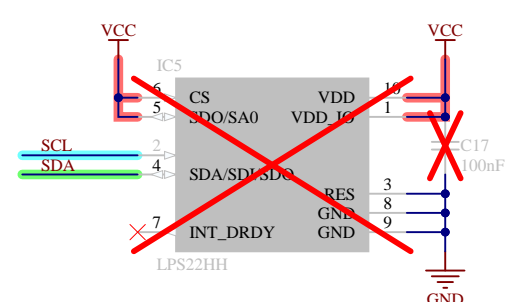 VCC
VCC
IC5
6
CS
VDD
10
5
SDO/SA0
VDD_IO
1
SCL
2
C17
SDA
4
SDA/SDI/SDO
100nF
RES
3
GND
8
7
INT_DRDY
GND
9
LPS22HH
GND